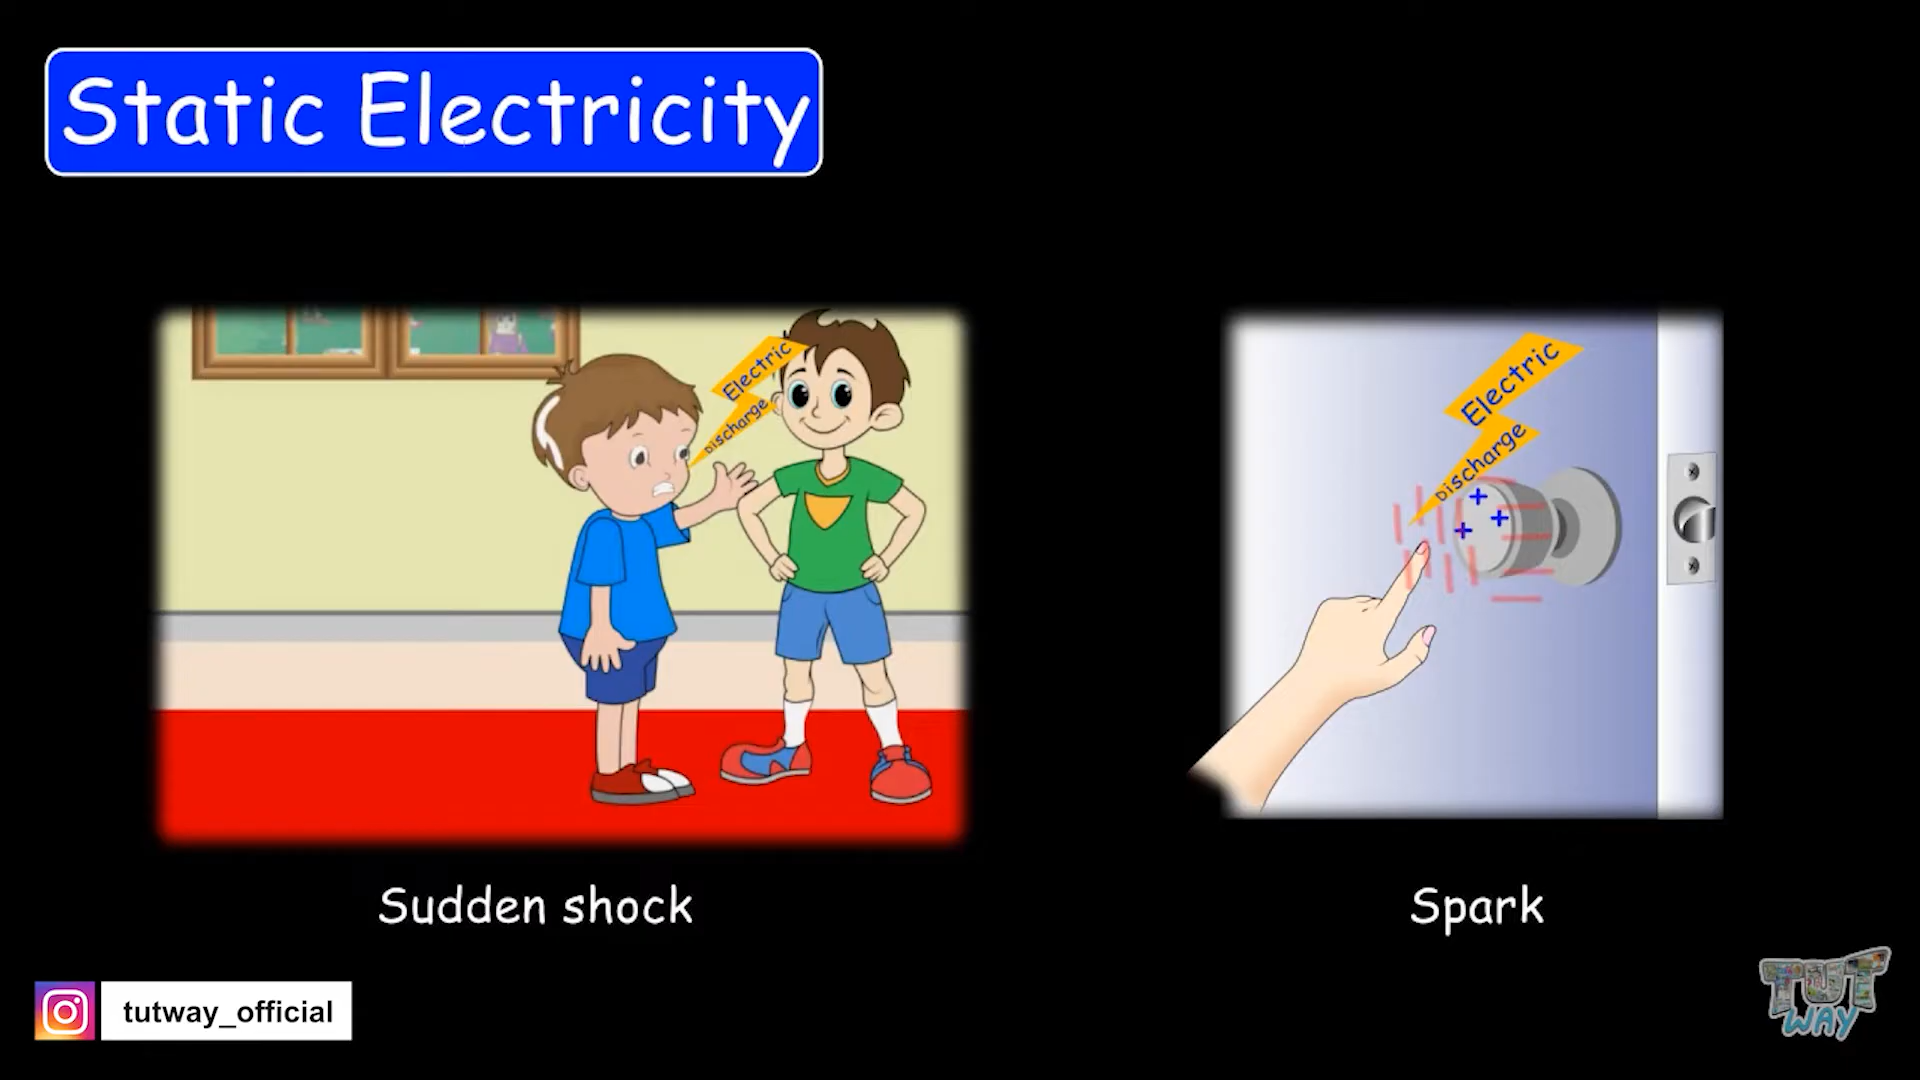 Static Electricity
Electric
Discharge
Electric
Discharge
+
+
+
Sudden shock
Spark
tutway_official
TUT
WAY